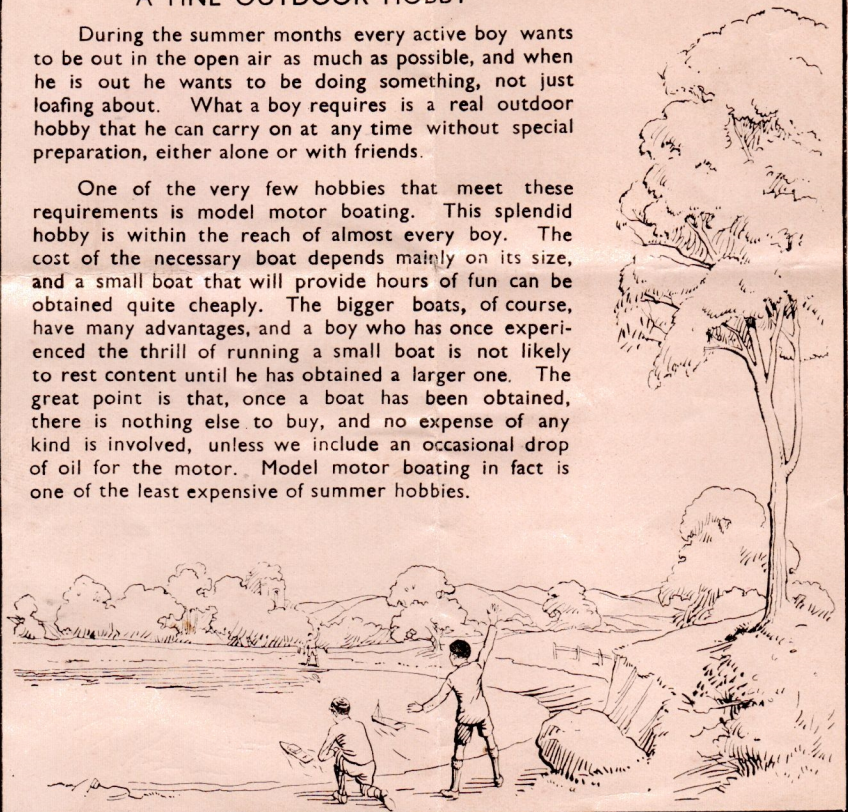 A FINE OUTDOOR HOBBY
During the summer months every active boy wants
to be out in the open air as much as possible, and when
he is out he wants to be doing something, not just
loafing about. What a boy requires is a real outdoor
hobby that he can carry on at any time without special
preparation, either alone or with friends.
One of the very few hobbies that meet these
requirements is model motor boating. This splendid
hobby is within the reach of almost every boy. The
cost of the necessary boat depends mainly on its size,
and a small boat that will provide hours of fun can be
obtained quite cheaply. The bigger boats, of course,
have many advantages, and a boy who has once experi-
enced the thrill of running a small boat is not likely
to rest content until he has obtained a larger one. The
great point is that, once a boat has been obtained,
there is nothing else to buy, and no expense of any
kind is involved, unless we include an occasional drop
of oil for the motor. Model motor boating in fact is
one of the least expensive of summer hobbies.